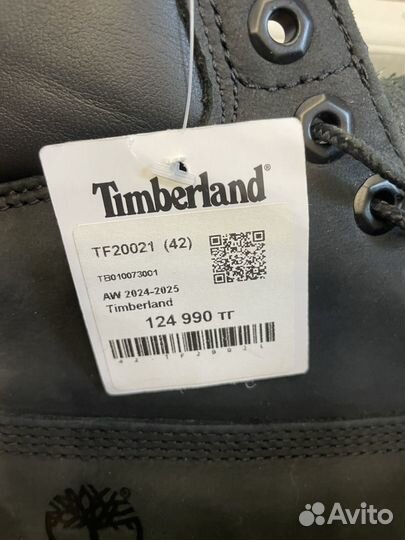 Timberland®
TF20021 (42)
TB010073001
AW 2024-2025
Timberland
124 990 тг
Avito